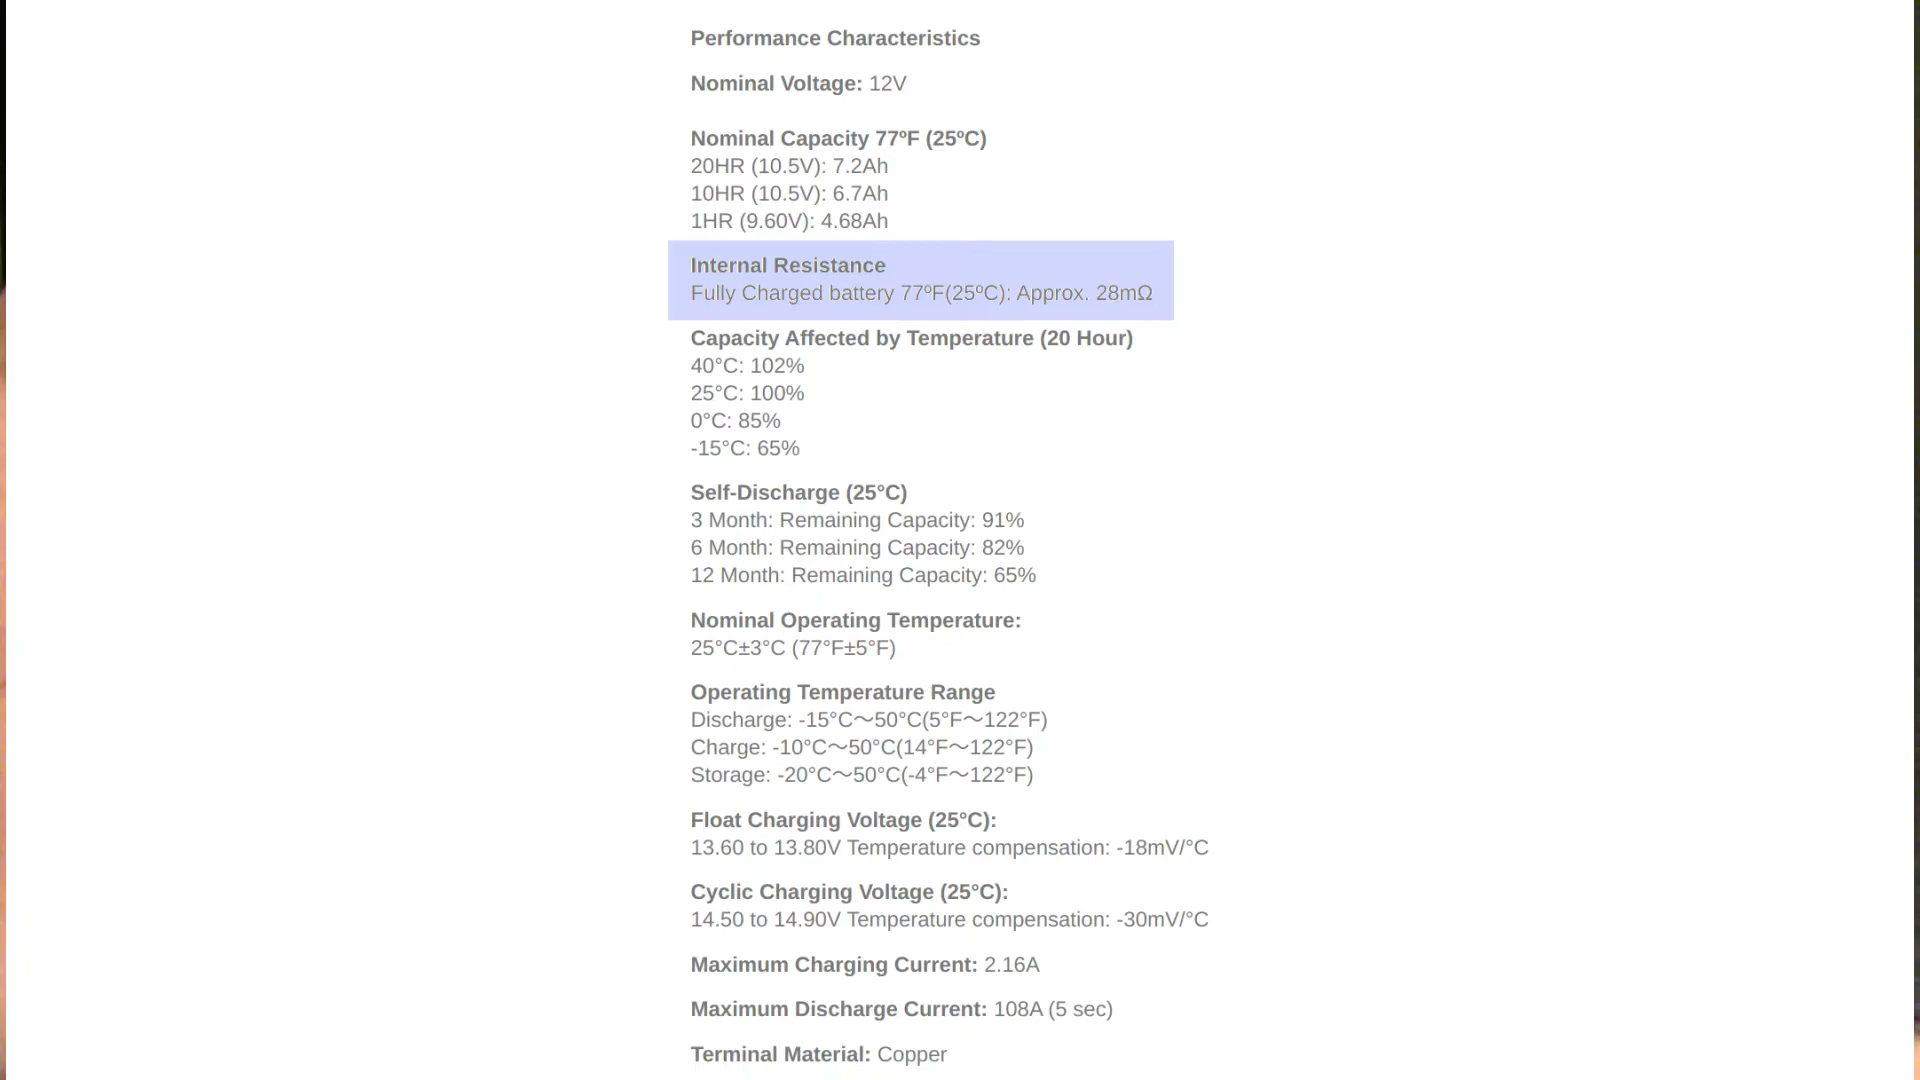 Performance Characteristics
Nominal Voltage: 12V
Nominal Capacity 77ºF (25ºC)
20HR (10.5V): 7.2Ah
10HR (10.5V): 6.7Ah
1HR (9.60V): 4.68Ah
Internal Resistance
Fully Charged battery 77ºF(25ºC): Approx. 28mΩ
Capacity Affected by Temperature (20 Hour)
40°C: 102%
25°C: 100%
0°C: 85%
-15°C: 65%
Self-Discharge (25°C)
3 Month: Remaining Capacity: 91%
6 Month: Remaining Capacity: 82%
12 Month: Remaining Capacity: 65%
Nominal Operating Temperature:
25°C±3°C (77°F±5°F)
Operating Temperature Range
Discharge: -15°C～50°C(5°F～122°F)
Charge: -10°C～50°C(14°F～122°F)
Storage: -20°C～50°C(-4°F～122°F)
Float Charging Voltage (25°C):
13.60 to 13.80V Temperature compensation: -18mV/°C
Cyclic Charging Voltage (25°C):
14.50 to 14.90V Temperature compensation: -30mV/°C
Maximum Charging Current: 2.16A
Maximum Discharge Current: 108A (5 sec)
Terminal Material: Copper